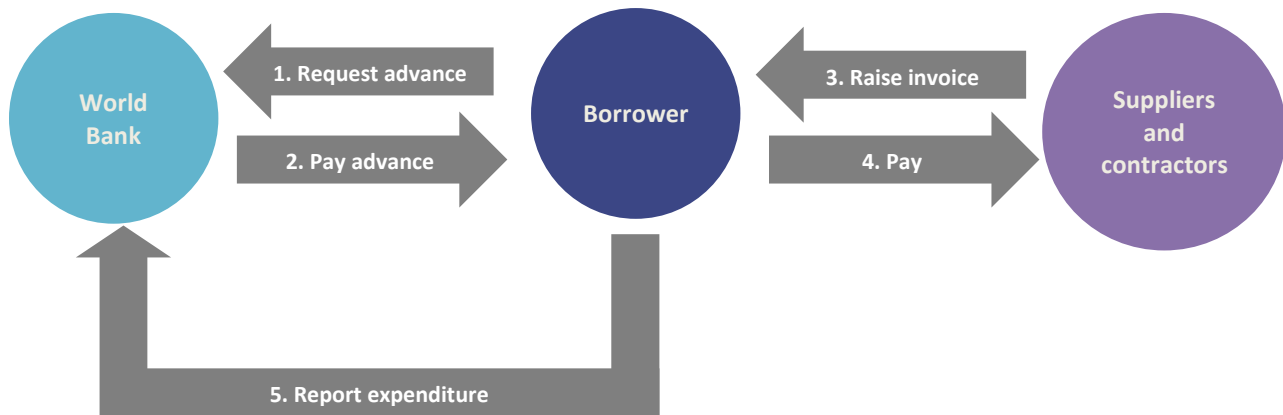 World
Bank
1. Request advance
2. Pay advance
Borrower
3. Raise invoice
4. Pay
Suppliers
and
contractors
5. Report expenditure